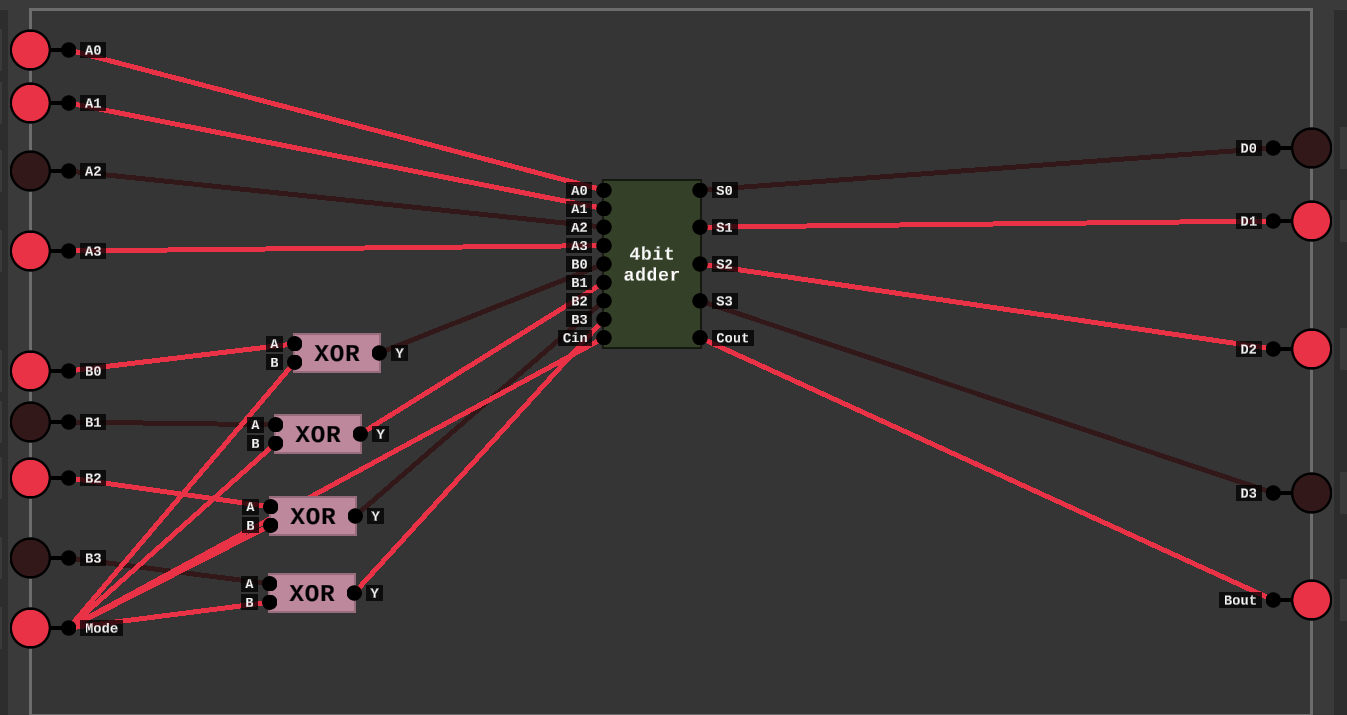 A0
A1
A2
A3
B0
B1
B2
B3
Mode
A
B
XOR
Y
A
B
XOR
Y
A
B
XOR
Y
A
B
XOR
Y
A0
A1
A2
A3
B0
B1
B2
B3
Cin
4bit
adder
S0
S1
S2
S3
Cout
D0
D1
D2
D3
Bout